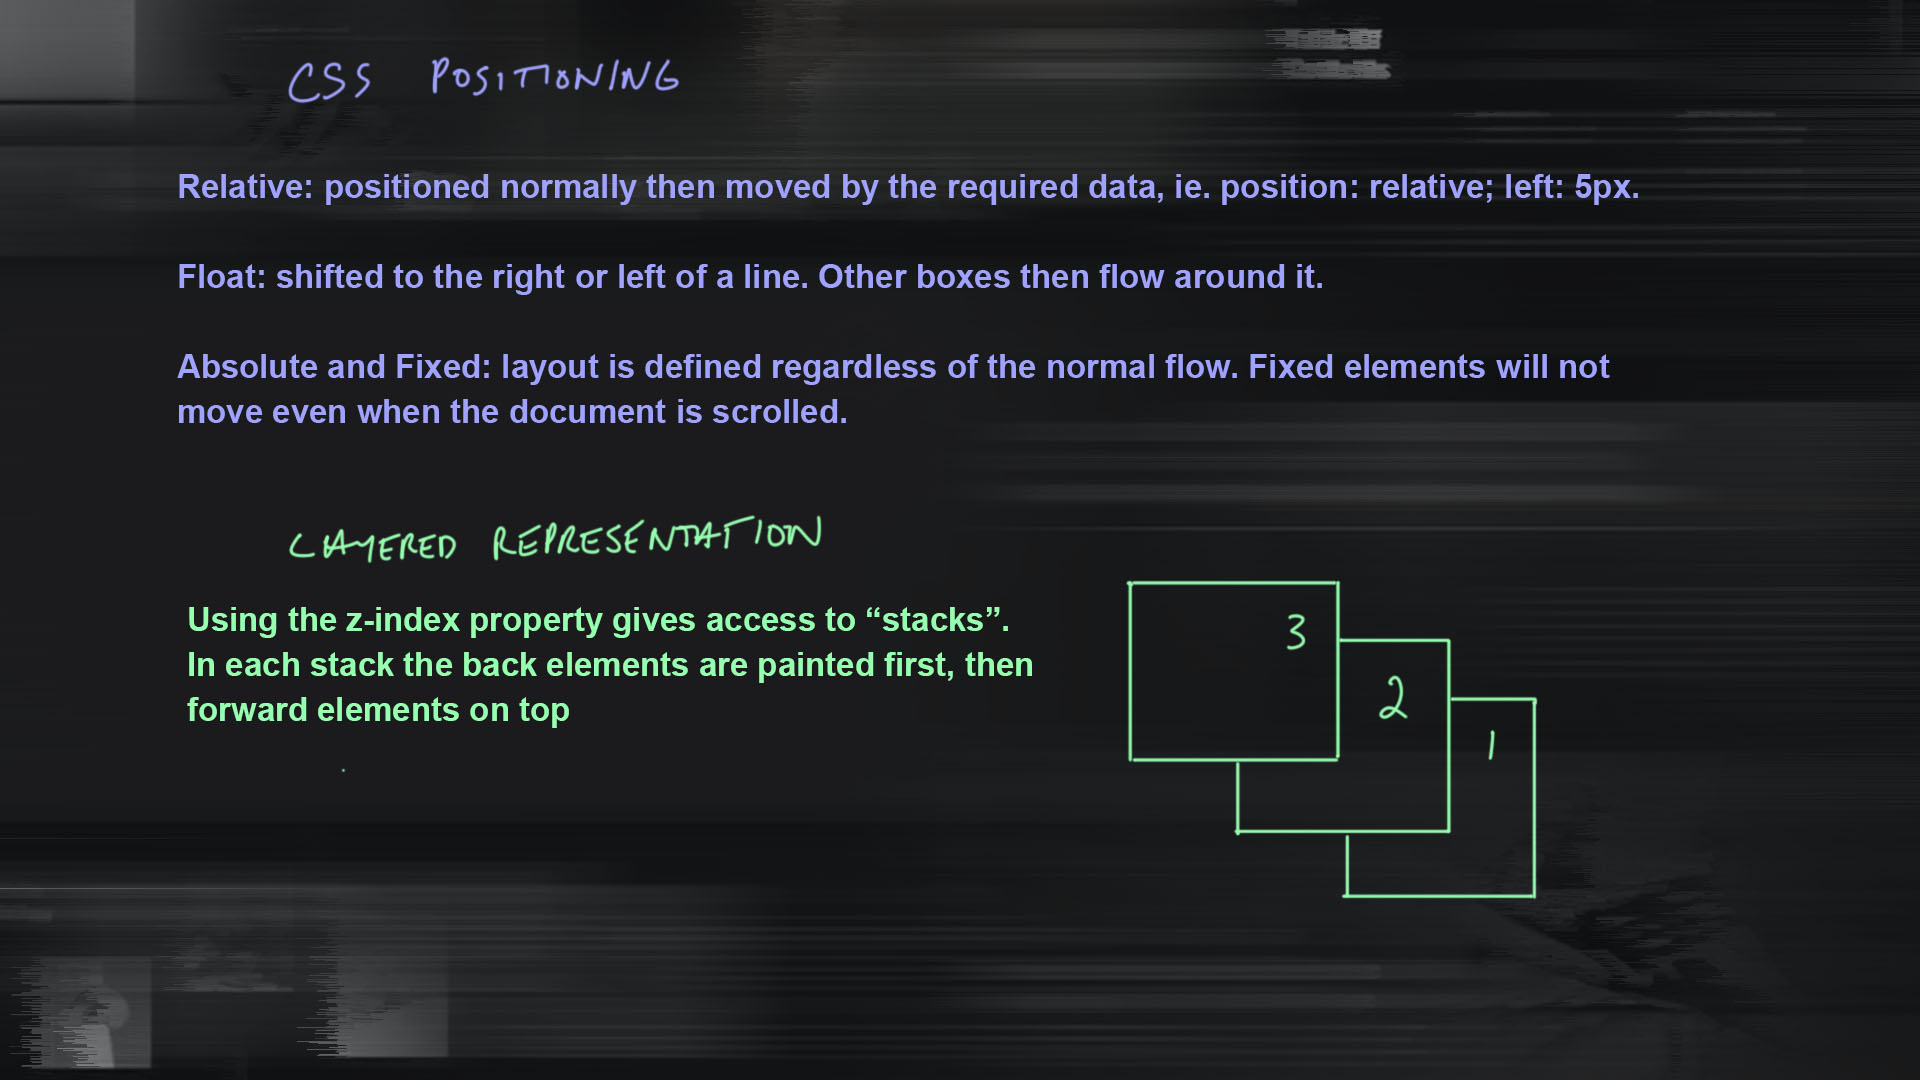 CSS POSITIONING
Relative: positioned normally then moved by the required data, ie. position: relative; left: 5px.
Float: shifted to the right or left of a line. Other boxes then flow around it.
Absolute and Fixed: layout is defined regardless of the normal flow. Fixed elements will not
move even when the document is scrolled.
LAYERED REPRESENTATION
Using the z-index property gives access to “stacks”.
In each stack the back elements are painted first, then
forward elements on top
3
2
1